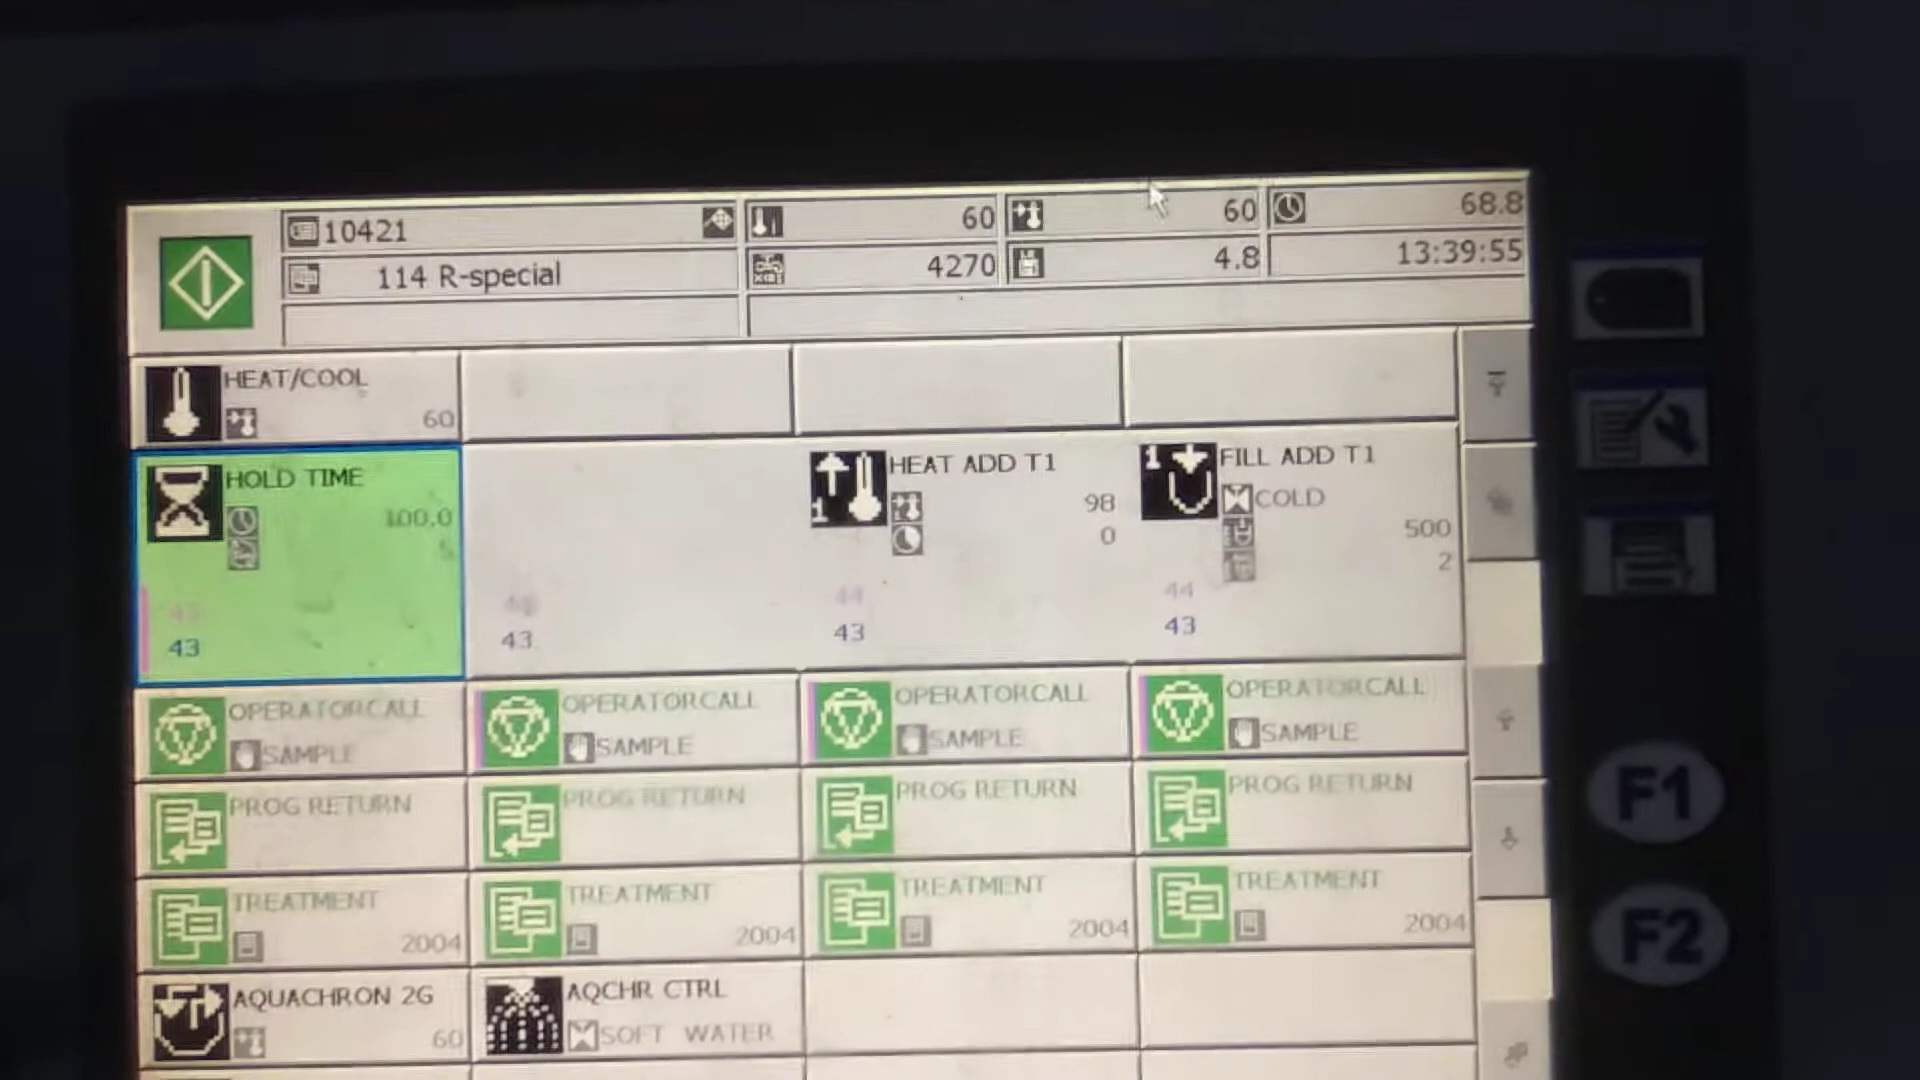 10421 60 60 68.8
114 R-special 4270 4.8 13:39:55
HEAT/COOL
60
HOLD TIME
100.0
5
43
43
HEAT ADD T1
98
0
44
43
FILL ADD T1
COLD
500
2
44
43
OPERATORCALL OPERATORCALL OPERATORCALL OPERATORCALL
SAMPLE SAMPLE SAMPLE SAMPLE
PROG RETURN PROG RETURN PROG RETURN PROG RETURN
TREATMENT TREATMENT TREATMENT TREATMENT
2004 2004 2004 2004
AQUACHRON 2G AQCHR CTRL
60 SOFT WATER
F1
F2